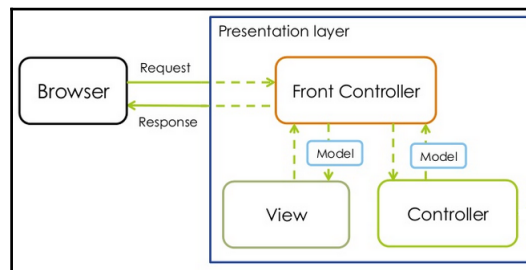 Presentation layer
Request
Browser
Front Controller
Response
Model
Model
View
Controller